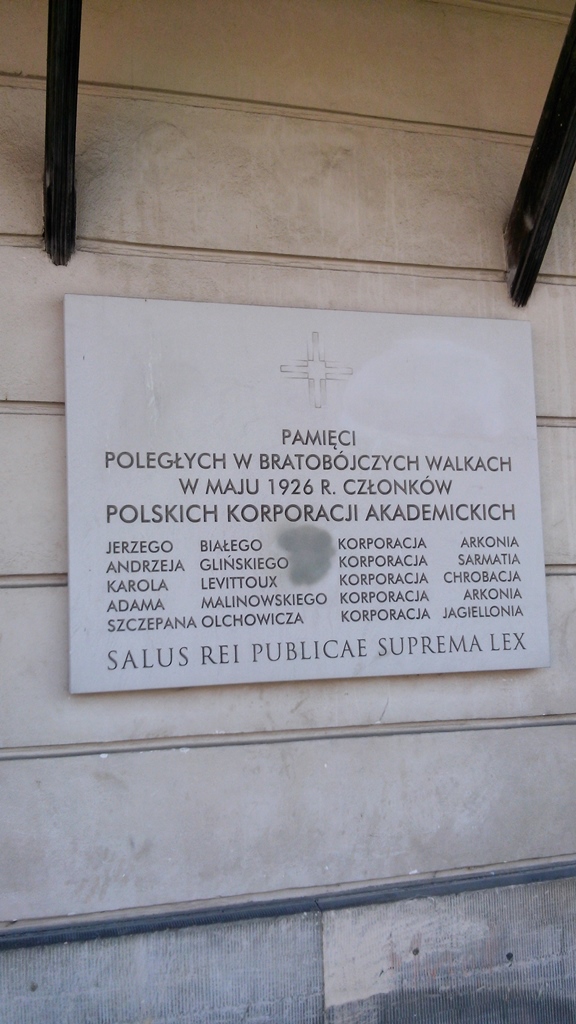 PAMIĘCI
POLEGŁYCH W BRATOBÓJCZYCH WALKACH
W MAJU 1926 R. CZŁONKÓW
POLSKICH KORPORACJI AKADEMICKICH
JERZEGO BIAŁEGO KORPORACJA ARKONIA
ANDRZEJA GLIŃSKIEGO KORPORACJA SARMATIA
KAROLA LEVITTOUX KORPORACJA CHROBACJA
ADAMA MALINOWSKIEGO KORPORACJA ARKONIA
SZCZEPANA OLCHOWICZA KORPORACJA JAGIELLONIA
SALUS REI PUBLICAE SUPREMA LEX